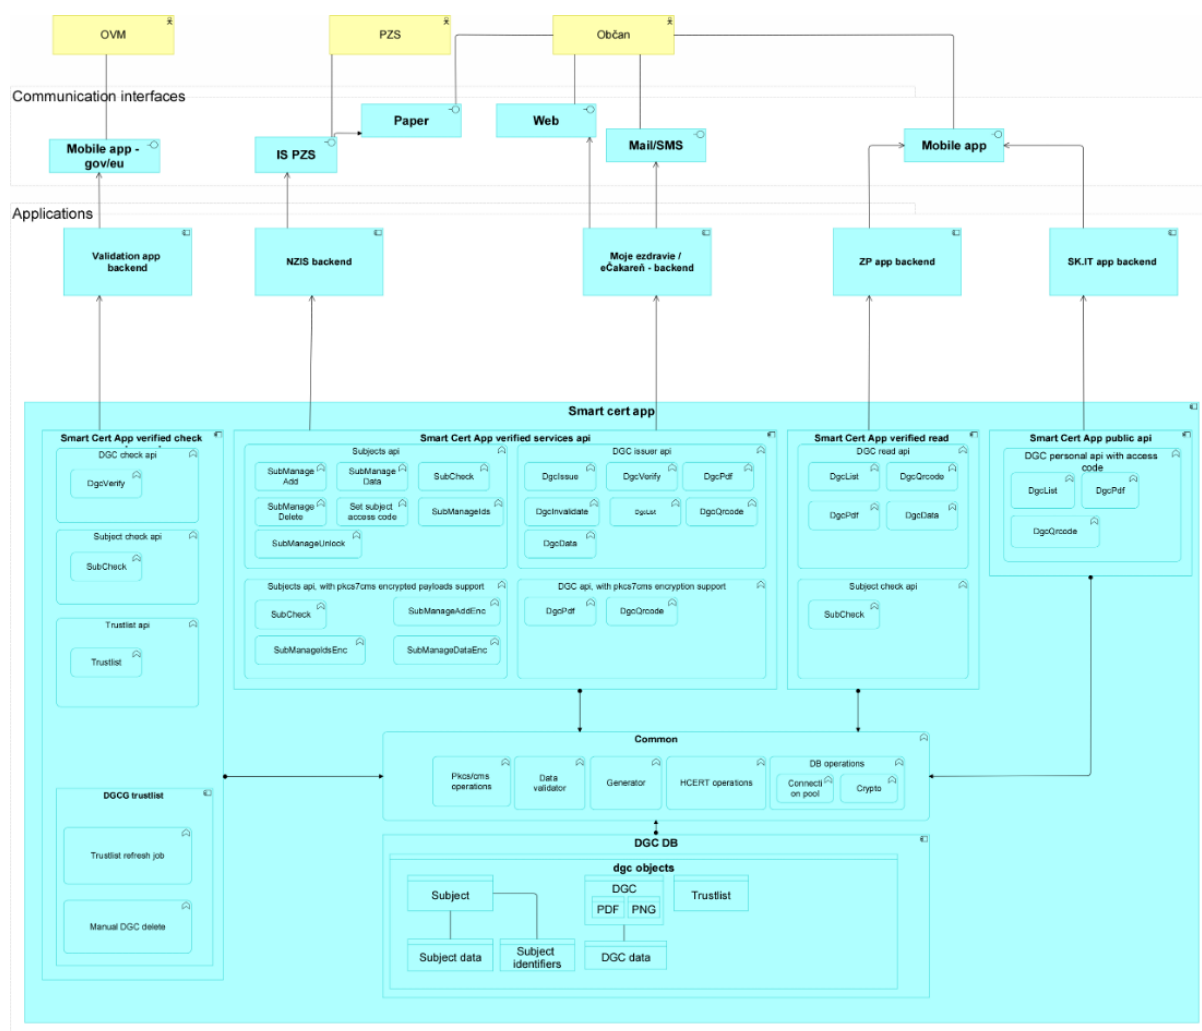 OVM
PZS
Občan
Communication interfaces
Paper
Web
Mobile app -
gov/eu
IS PZS
Mail/SMS
Mobile app
Applications
Validation app
backend
NZIS backend
Moje ezdravie /
eČakareň - backend
ZP app backend
SK.IT app backend
Smart cert app
Smart Cert App verified check
DGC check api
DgcVerify
Subject check api
SubCheck
Trustlist api
Trustlist
DGCG trustlist
Trustlist refresh job
Manual DGC delete
Smart Cert App verified services api
Subjects api
SubManage
Add
SubManage
Data
SubCheck
SubManage
Delete
Set subject
access code
SubManageIds
SubManageUnlock
DGC issuer api
DgcIssue
DgcVerify
DgcPdf
DgcInvalidate
DgcList
DgcQrcode
DgcData
Subjects api, with pkcs7cms encrypted payloads support
SubCheck
SubManageAddEnc
SubManageIdsEnc
SubManageDataEnc
DGC api, with pkcs7cms encryption support
DgcPdf
DgcQrcode
Smart Cert App verified read
DGC read api
DgcList
DgcQrcode
DgcPdf
DgcData
Subject check api
SubCheck
Smart Cert App public api
DGC personal api with access
code
DgcList
DgcPdf
DgcQrcode
Common
Pkcs/cms
operations
Data
validator
Generator
HCERT operations
DB operations
Connecti
on pool
Crypto
DGC DB
dgc objects
Subject
DGC
PDF
PNG
Trustlist
Subject data
Subject
identifiers
DGC data